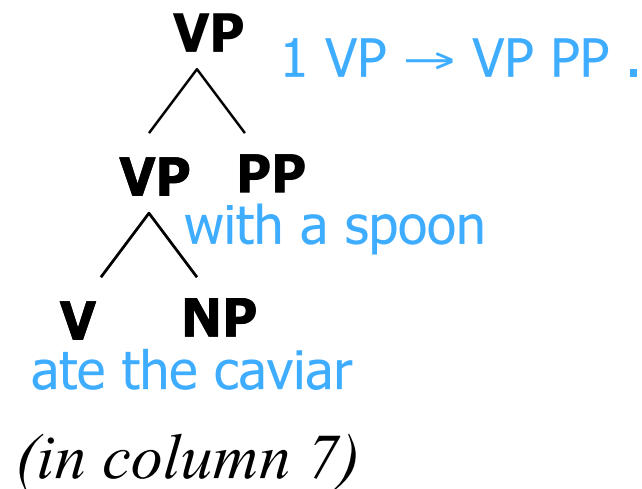 VP
1 VP → VP PP .
VP PP
with a spoon
V NP
ate the caviar
(in column 7)